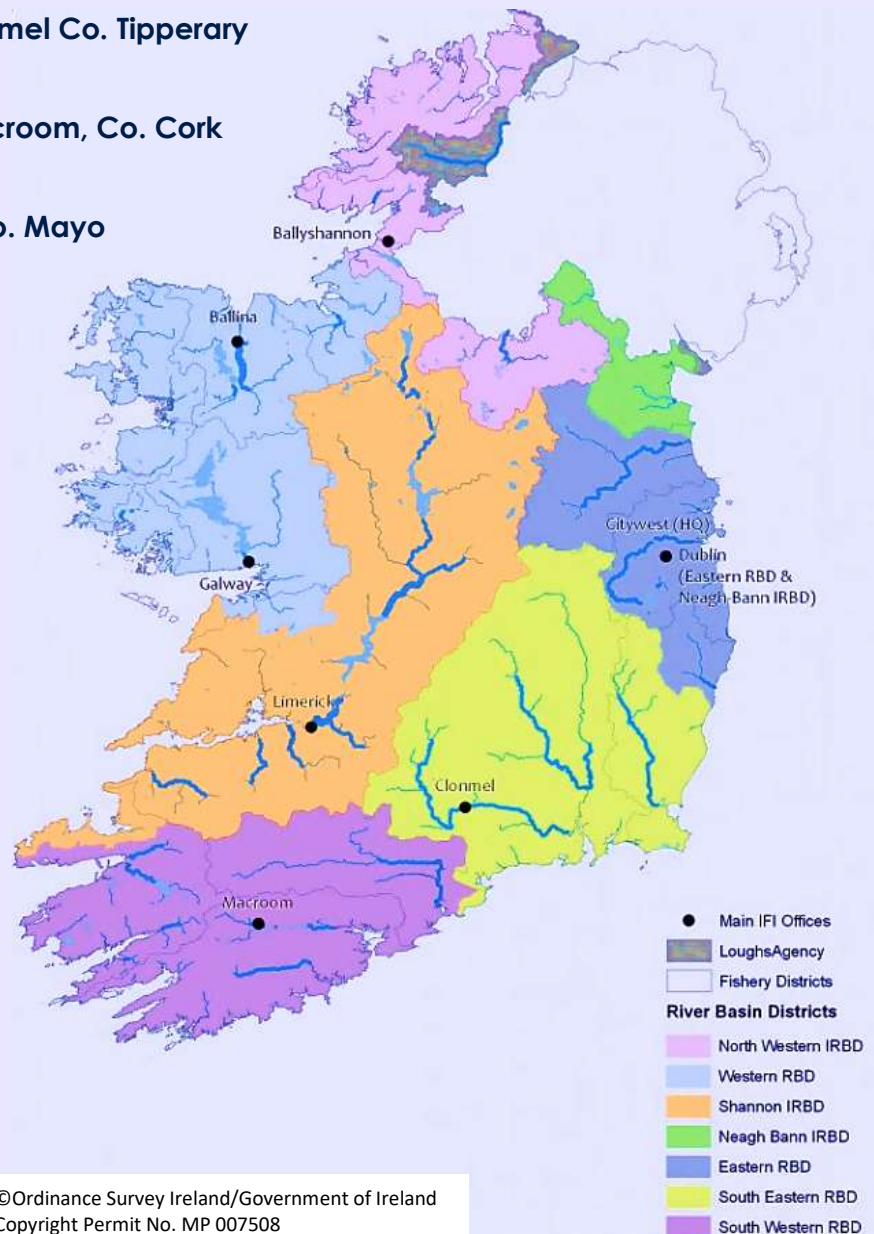 mel Co. Tipperary
croom, Co. Cork
o. Mayo
Ballyshannon
Ballina
Citywest (HQ)
Dublin
(Eastern RBD &
Neagh Bann IRBD)
Galway
Limerick
Clonmel
Macroom
Main IFI Offices
LoughsAgency
Fishery Districts
River Basin Districts
North Western IRBD
Western RBD
Shannon IRBD
Neagh Bann IRBD
Eastern RBD
South Eastern RBD
South Western RBD
©Ordinance Survey Ireland/Government of Ireland
Copyright Permit No. MP 007508